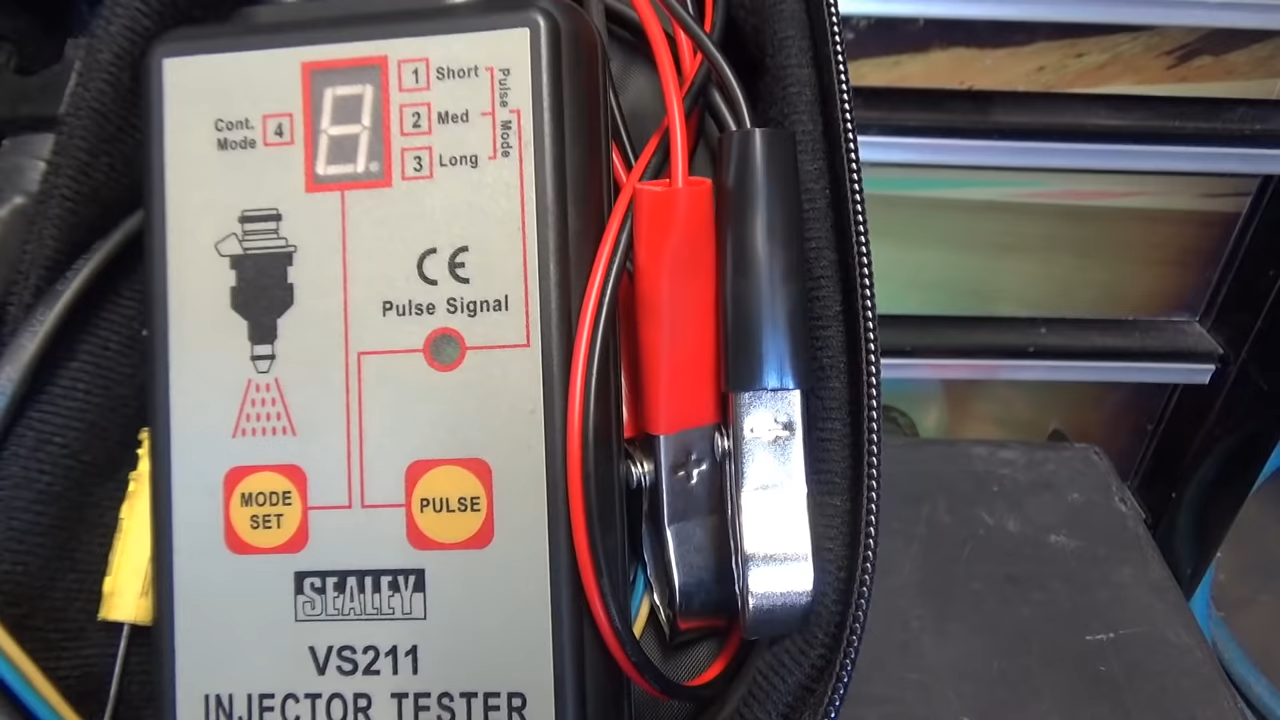 1 Short
Cont. Mode 4
2 Med
3 Long
Pulse Mode
8.
CE
Pulse Signal
MODE
SET
PULSE
SEALEY
VS211
INJECTOR TESTER
+